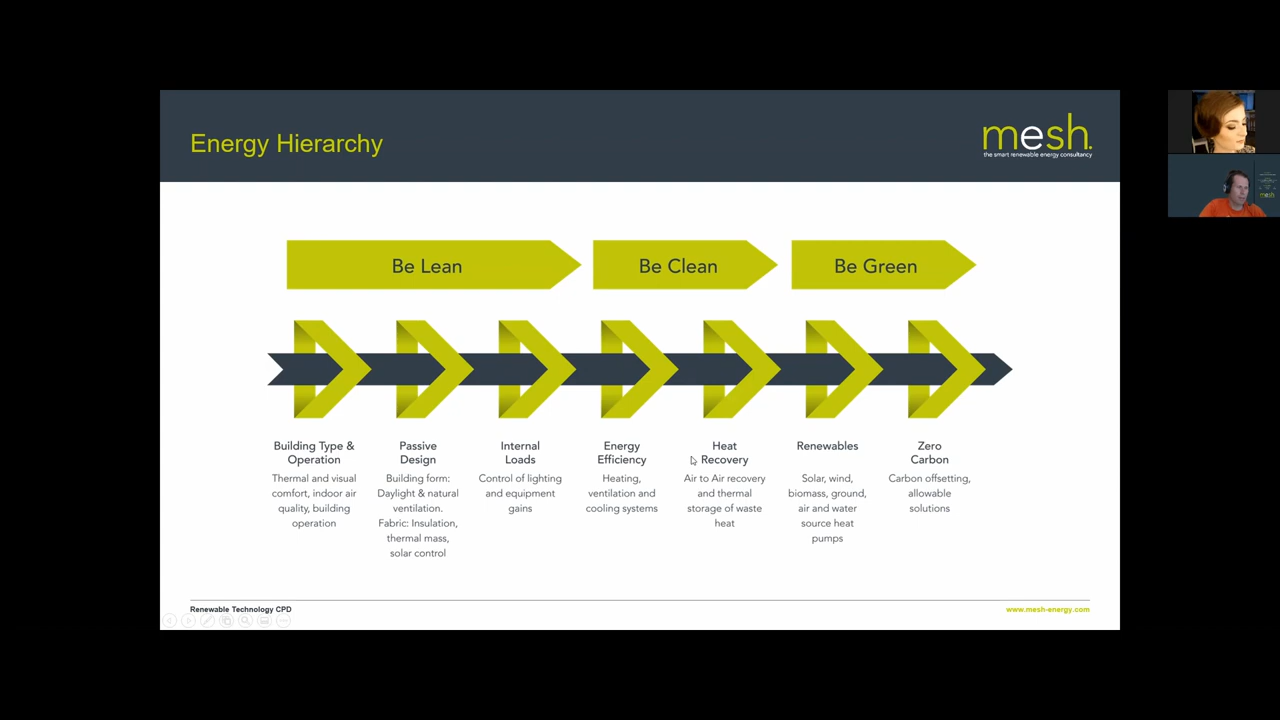 Energy Hierarchy
mesh.
the smart renewable energy consultancy
Be Lean
Be Clean
Be Green
Building Type &
Operation
Thermal and visual
comfort, indoor air
quality, building
operation
Passive
Design
Building form:
Daylight & natural
ventilation.
Fabric: Insulation,
thermal mass,
solar control
Internal
Loads
Control of lighting
and equipment
gains
Energy
Efficiency
Heating,
ventilation and
cooling systems
Heat
Recovery
Air to Air recovery
and thermal
storage of waste
heat
Renewables
Solar, wind,
biomass, ground,
air and water
source heat
pumps
Zero
Carbon
Carbon offsetting,
allowable
solutions
Renewable Technology CPD
www.mesh-energy.com